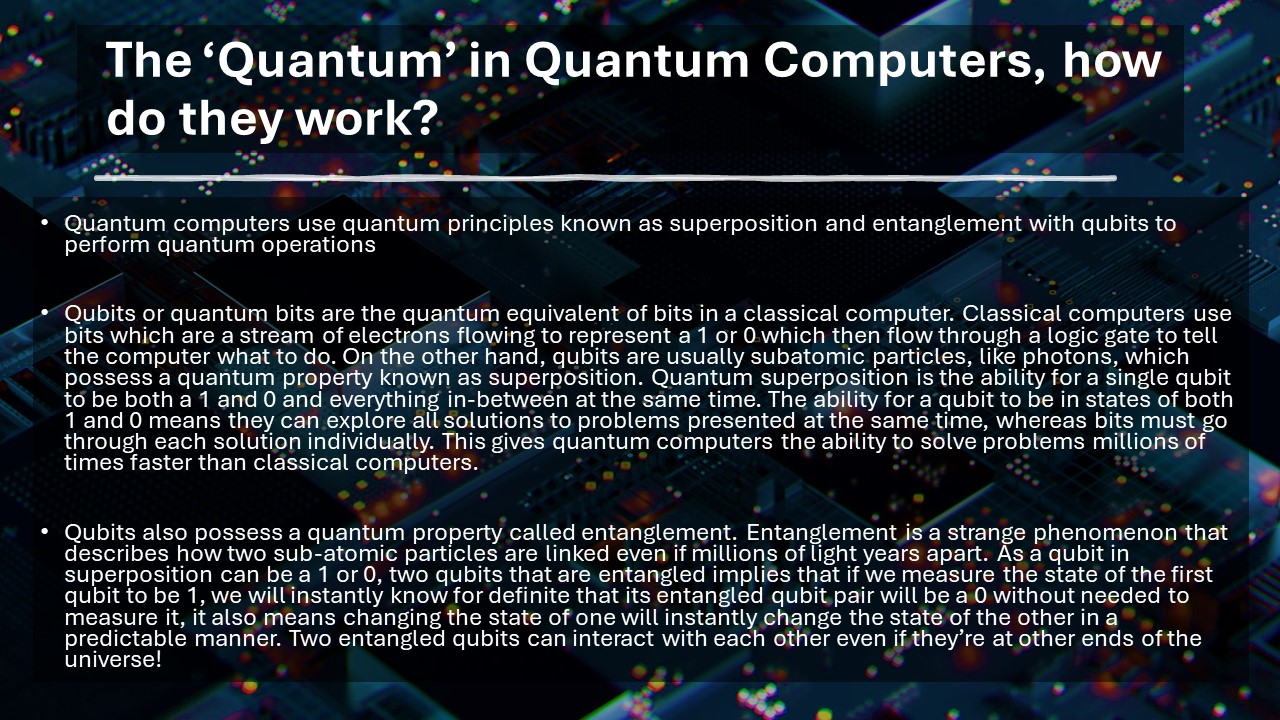 The ‘Quantum’ in Quantum Computers, how
do they work?
• Quantum computers use quantum principles known as superposition and entanglement with qubits to
perform quantum operations
• Qubits or quantum bits are the quantum equivalent of bits in a classical computer. Classical computers use
bits which are a stream of electrons flowing to represent a 1 or 0 which then flow through a logic gate to tell
the computer what to do. On the other hand, qubits are usually subatomic particles, like photons, which
possess a quantum property known as superposition. Quantum superposition is the ability for a single qubit
to be both a 1 and 0 and everything in-between at the same time. The ability for a qubit to be in states of both
1 and 0 means they can explore all solutions to problems presented at the same time, whereas bits must go
through each solution individually. This gives quantum computers the ability to solve problems millions of
times faster than classical computers.
• Qubits also possess a quantum property called entanglement. Entanglement is a strange phenomenon that
describes how two sub-atomic particles are linked even if millions of light years apart. As a qubit in
superposition can be a 1 or 0, two qubits that are entangled implies that if we measure the state of the first
qubit to be 1, we will instantly know for definite that its entangled qubit pair will be a 0 without needed to
measure it, it also means changing the state of one will instantly change the state of the other in a
predictable manner. Two entangled qubits can interact with each other even if they’re at other ends of the
universe!